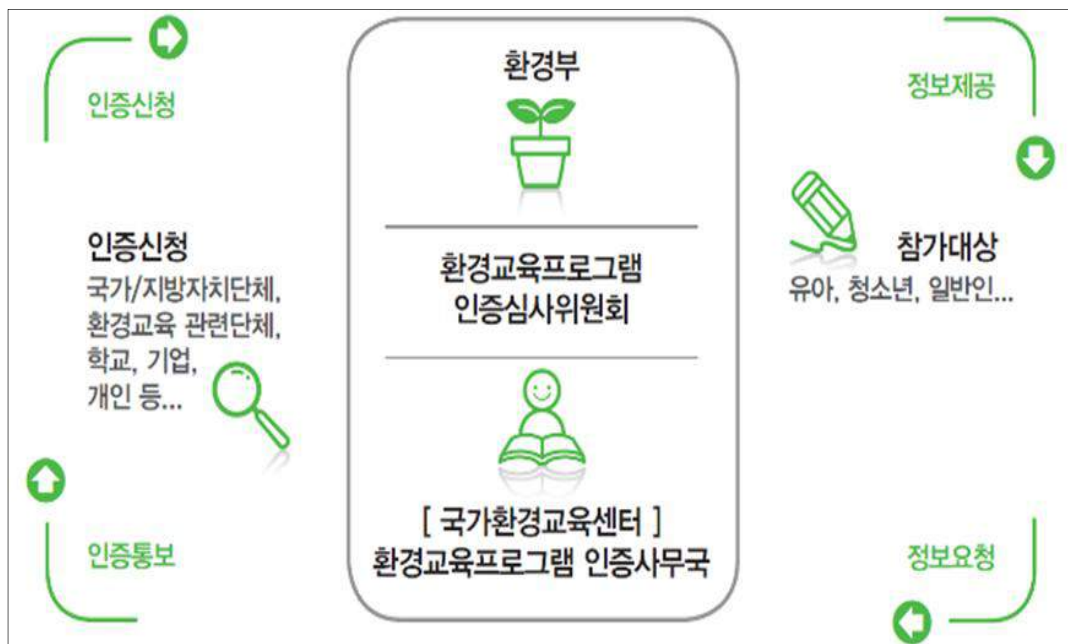 인증신청
인증신청
국가/지방자치단체,
환경교육 관련단체,
학교, 기업,
개인 등...
인증통보
환경부
환경교육프로그램
인증심사위원회
[ 국가환경교육센터 ]
환경교육프로그램 인증사무국
정보제공
참가대상
유아, 청소년, 일반인...
정보요청